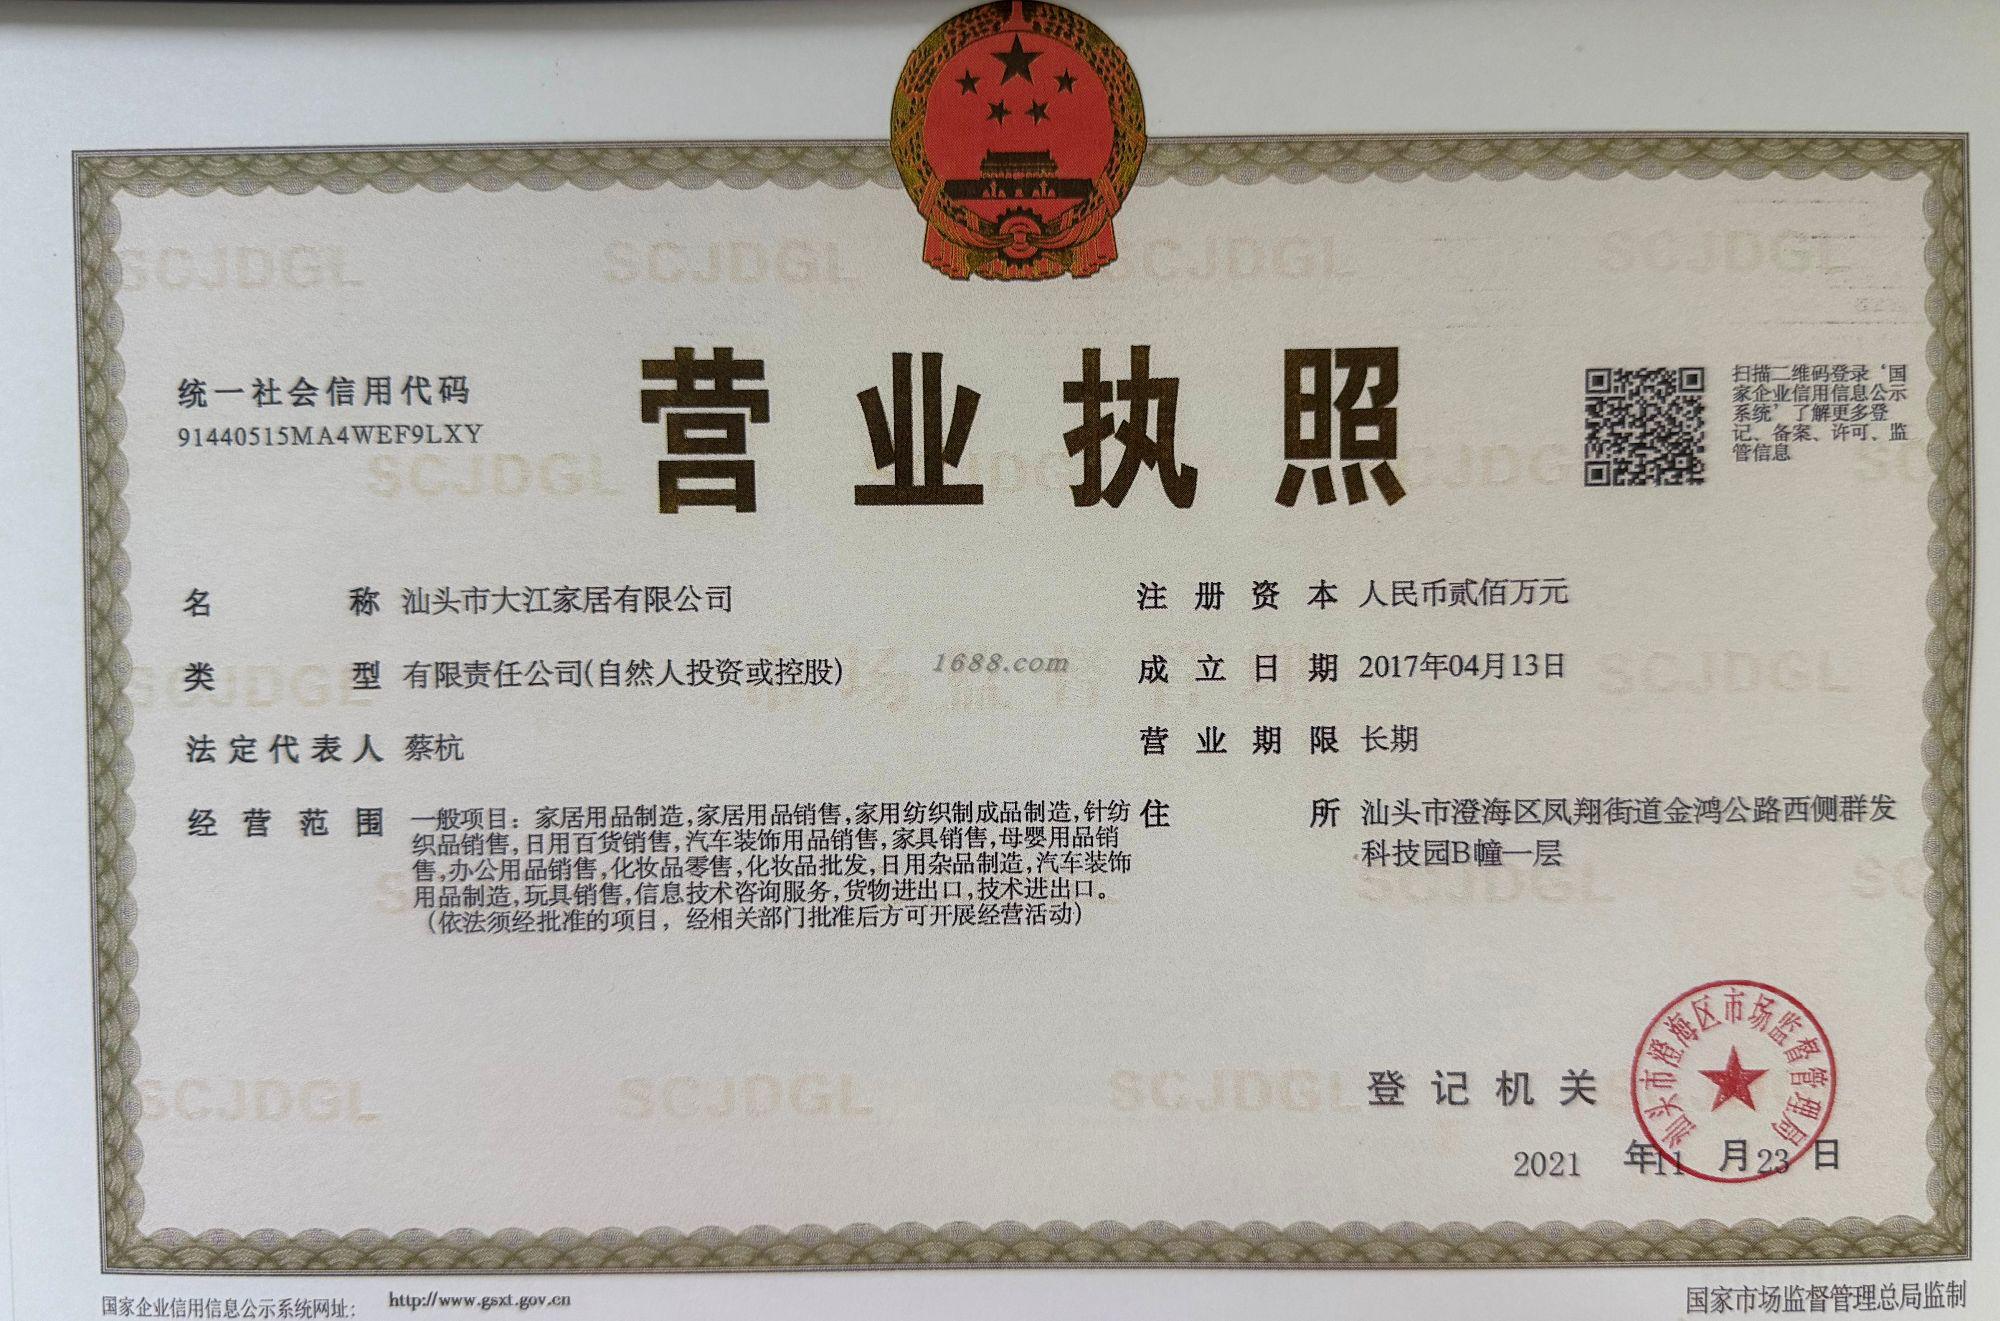 营业执照
统一社会信用代码
91440515MA4WEF9LXY
扫描二维码登录‘国
家企业信用信息公示
系统’了解更多登
记、备案、许可、监
管信息
名称 汕头市大江家居有限公司
类型 有限责任公司(自然人投资或控股)
法定代表人 蔡杭
经营范围 一般项目：家居用品制造,家居用品销售,家用纺织制成品制造,针纺
织品销售,日用百货销售,汽车装饰用品销售,家具销售,母婴用品销
售,办公用品销售,化妆品零售,化妆品批发,日用杂品制造,汽车装饰
用品制造,玩具销售,信息技术咨询服务,货物进出口,技术进出口。
（依法须经批准的项目，经相关部门批准后方可开展经营活动）
1688.com
注册资本 人民币贰佰万元
成立日期 2017年04月13日
营业期限 长期
住所 汕头市澄海区凤翔街道金鸿公路西侧群发
科技园B幢一层
登记机关
汕头市澄海区市场监督管理局
2021 年11 月23 日
国家企业信用信息公示系统网址： http://www.gsxt.gov.cn
国家市场监督管理总局监制
SCJDGL